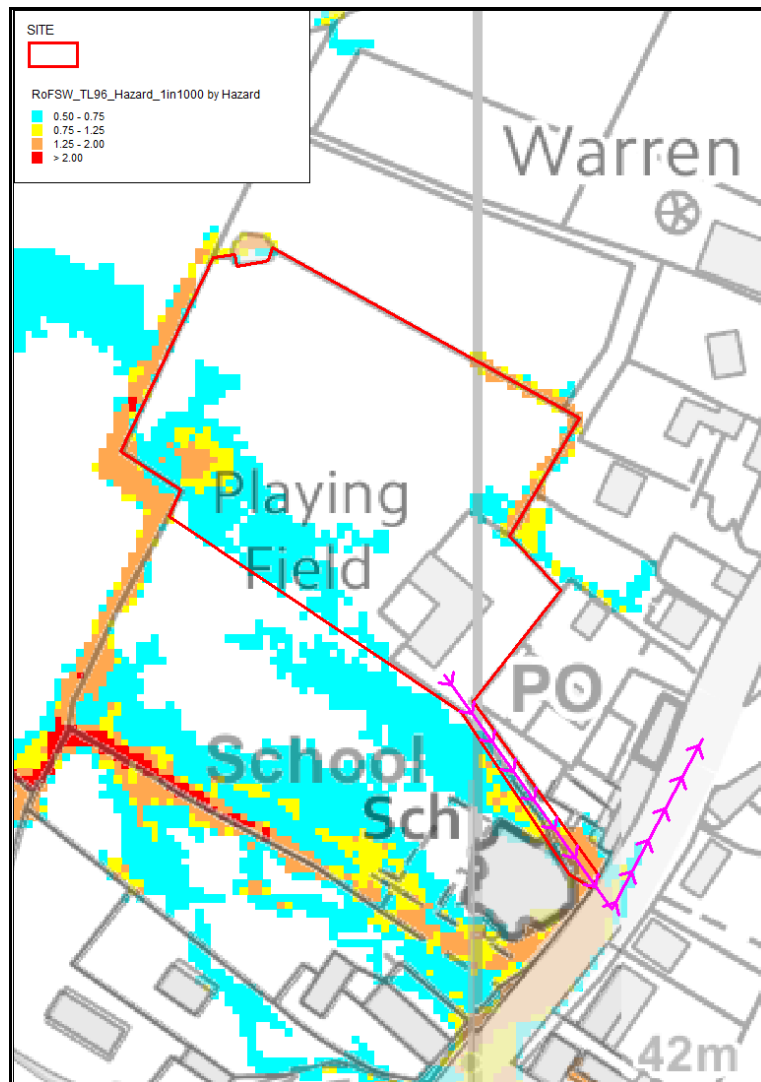 SITE
RoFSW_TL96_Hazard_1in1000 by Hazard
0.50 - 0.75
0.75 - 1.25
1.25 - 2.00
> 2.00
Warren
Playing
Field
PO
School
Sch
42m